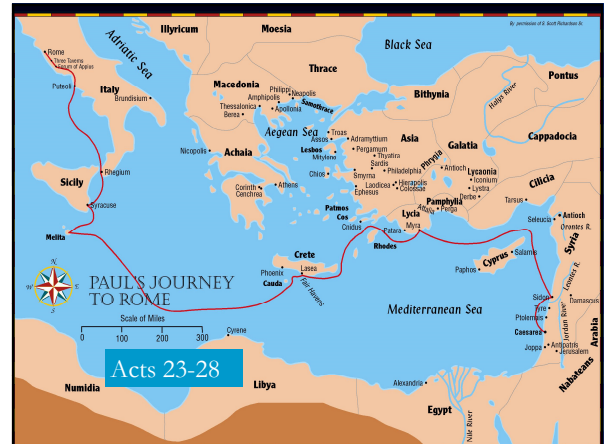 By permission of S. Scott Richardson Sr.
Illyricum
Moesia
Adriatic Sea
Black Sea
Rome
Three Taverns
Forum of Appius
Thrace
Pontus
Puteoli
Italy
Brundisium
Macedonia
Philippi
Neapolis
Amphipolis
Thessalonica
Apollonia
Samothrace
Berea
Bithynia
Halys River
Aegean Sea
Troas
Assos
Adramyttium
Lesbos
Mitylene
Pergamum
Thyatira
Asia
Galatia
Cappadocia
Nicopolis
Achaia
Sardis
Phrygia
Chios
Smyrna
Philadelphia
Antioch
Lycaonia
Iconium
Rhegium
Sicily
Corinth
Cenchrea
Athens
Ephesus
Laodicea
Hierapolis
Colossae
Lystra
Derbe
Cilicia
Tarsus
Syracuse
Patmos
Cos
Cnidus
Lycia
Pamphylia
Attalia
Perga
Patara
Myra
Seleucia
Antioch
Orontes R.
Melita
Rhodes
Crete
Phoenix
Lasea
Cauda
Fair Havens
Cyprus
Salamis
Paphos
Syria
Leontes R.
N
W
E
S
PAUL'S JOURNEY
TO ROME
Scale of Miles
0
100
200
300
Mediterranean Sea
Sidon
Tyre
Damascus
Ptolemais
Caesarea
Jordan River
Arabia
Joppa
Antipatris
Jerusalem
Cyrene
Acts 23-28
Numidia
Libya
Alexandria
Egypt
Nile River
Nabateans